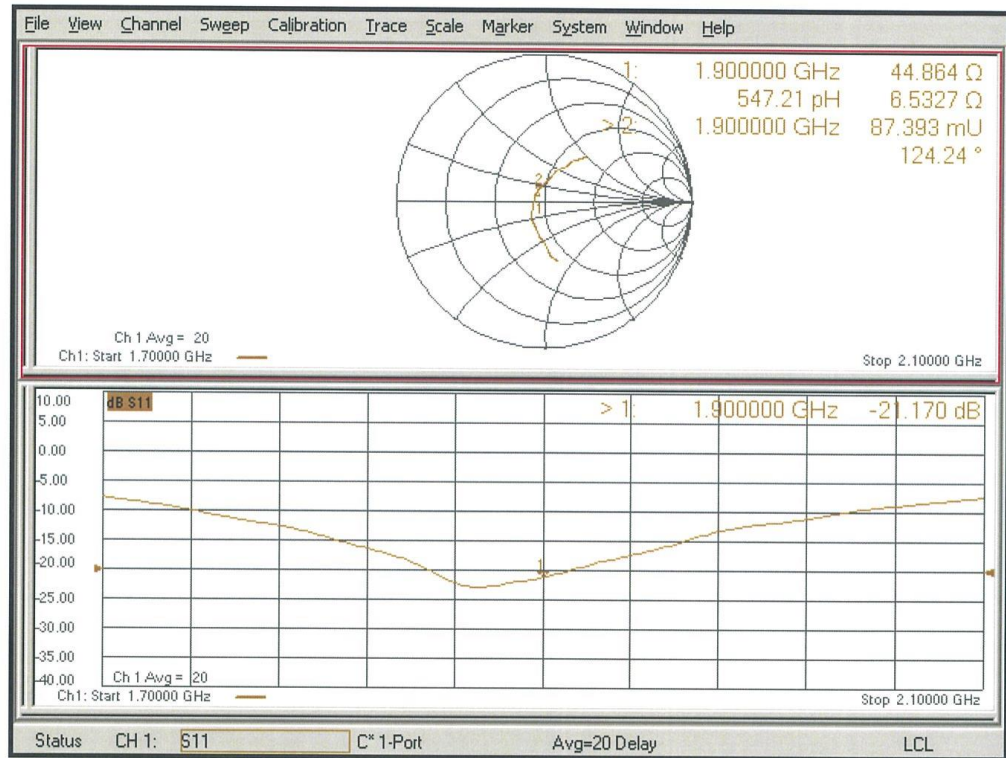 File View Channel Sweep Calibration Trace Scale Marker System Window Help
1: 1.900000 GHz 44.864 Ω
547.21 pH 6.5327 Ω
> 2: 1.900000 GHz 87.393 mU
124.24 °
2
1
Ch 1 Avg = 20
Ch1: Start 1.70000 GHz
Stop 2.10000 GHz
10.00
dB S11
> 1: 1.900000 GHz -21.170 dB
5.00
0.00
-5.00
-10.00
-15.00
-20.00
1
-25.00
-30.00
-35.00
-40.00
Ch 1 Avg = 20
Ch1: Start 1.70000 GHz
Stop 2.10000 GHz
Status CH 1: S11 C* 1-Port Avg=20 Delay LCL